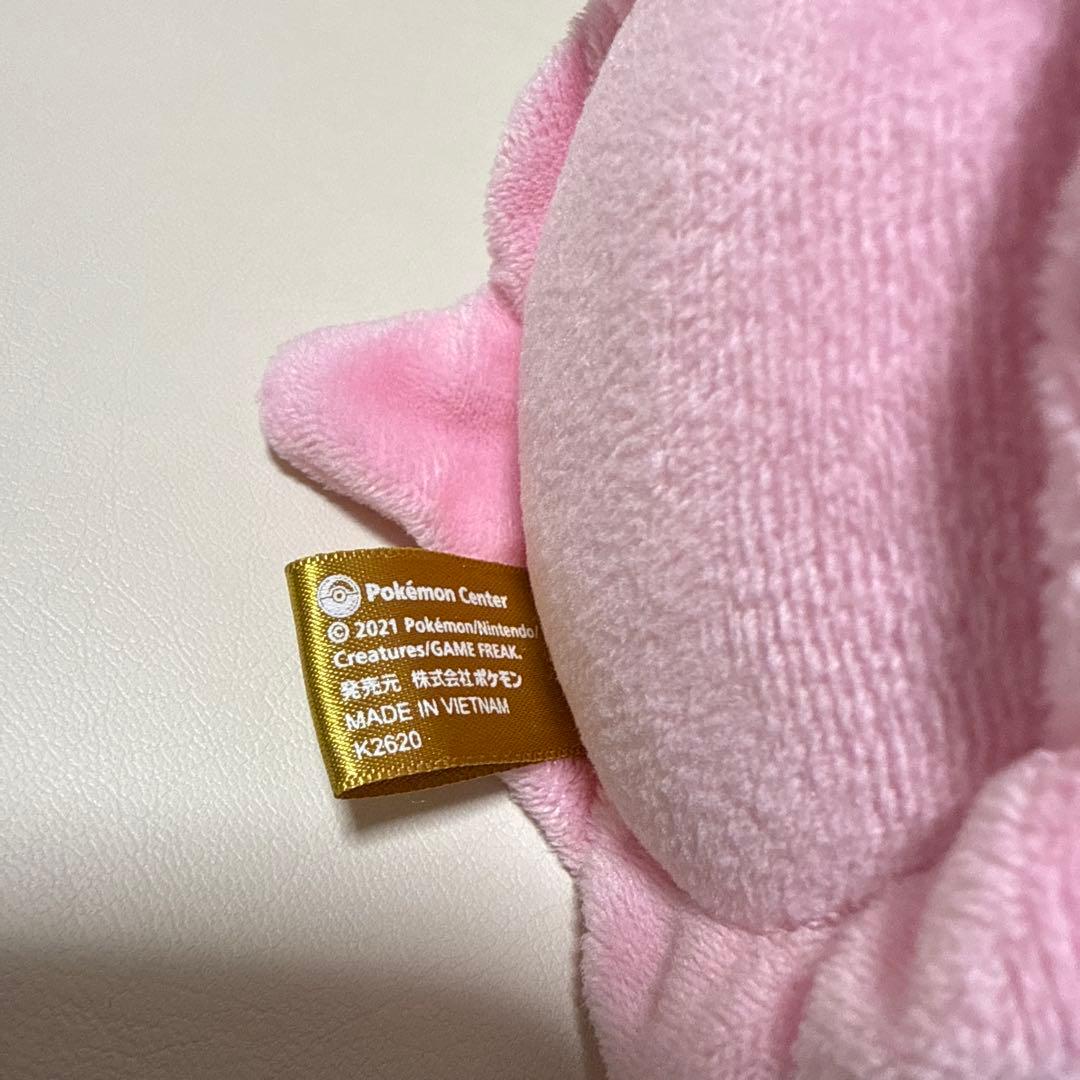 Pokémon Center
© 2021 Pokémon/Nintendo/
Creatures/GAME FREAK.
発売元 株式会社ポケモン
MADE IN VIETNAM
K2620